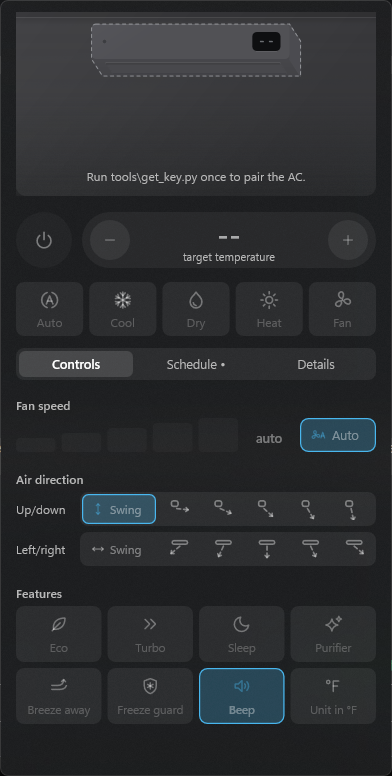 --
Run tools\get_key.py once to pair the AC.
− -- +
target temperature
Auto Cool Dry Heat Fan
Controls Schedule • Details
Fan speed
auto Auto
Air direction
Up/down Swing
Left/right Swing
Features
Eco Turbo Sleep Purifier
Breeze away Freeze guard Beep °F Unit in °F